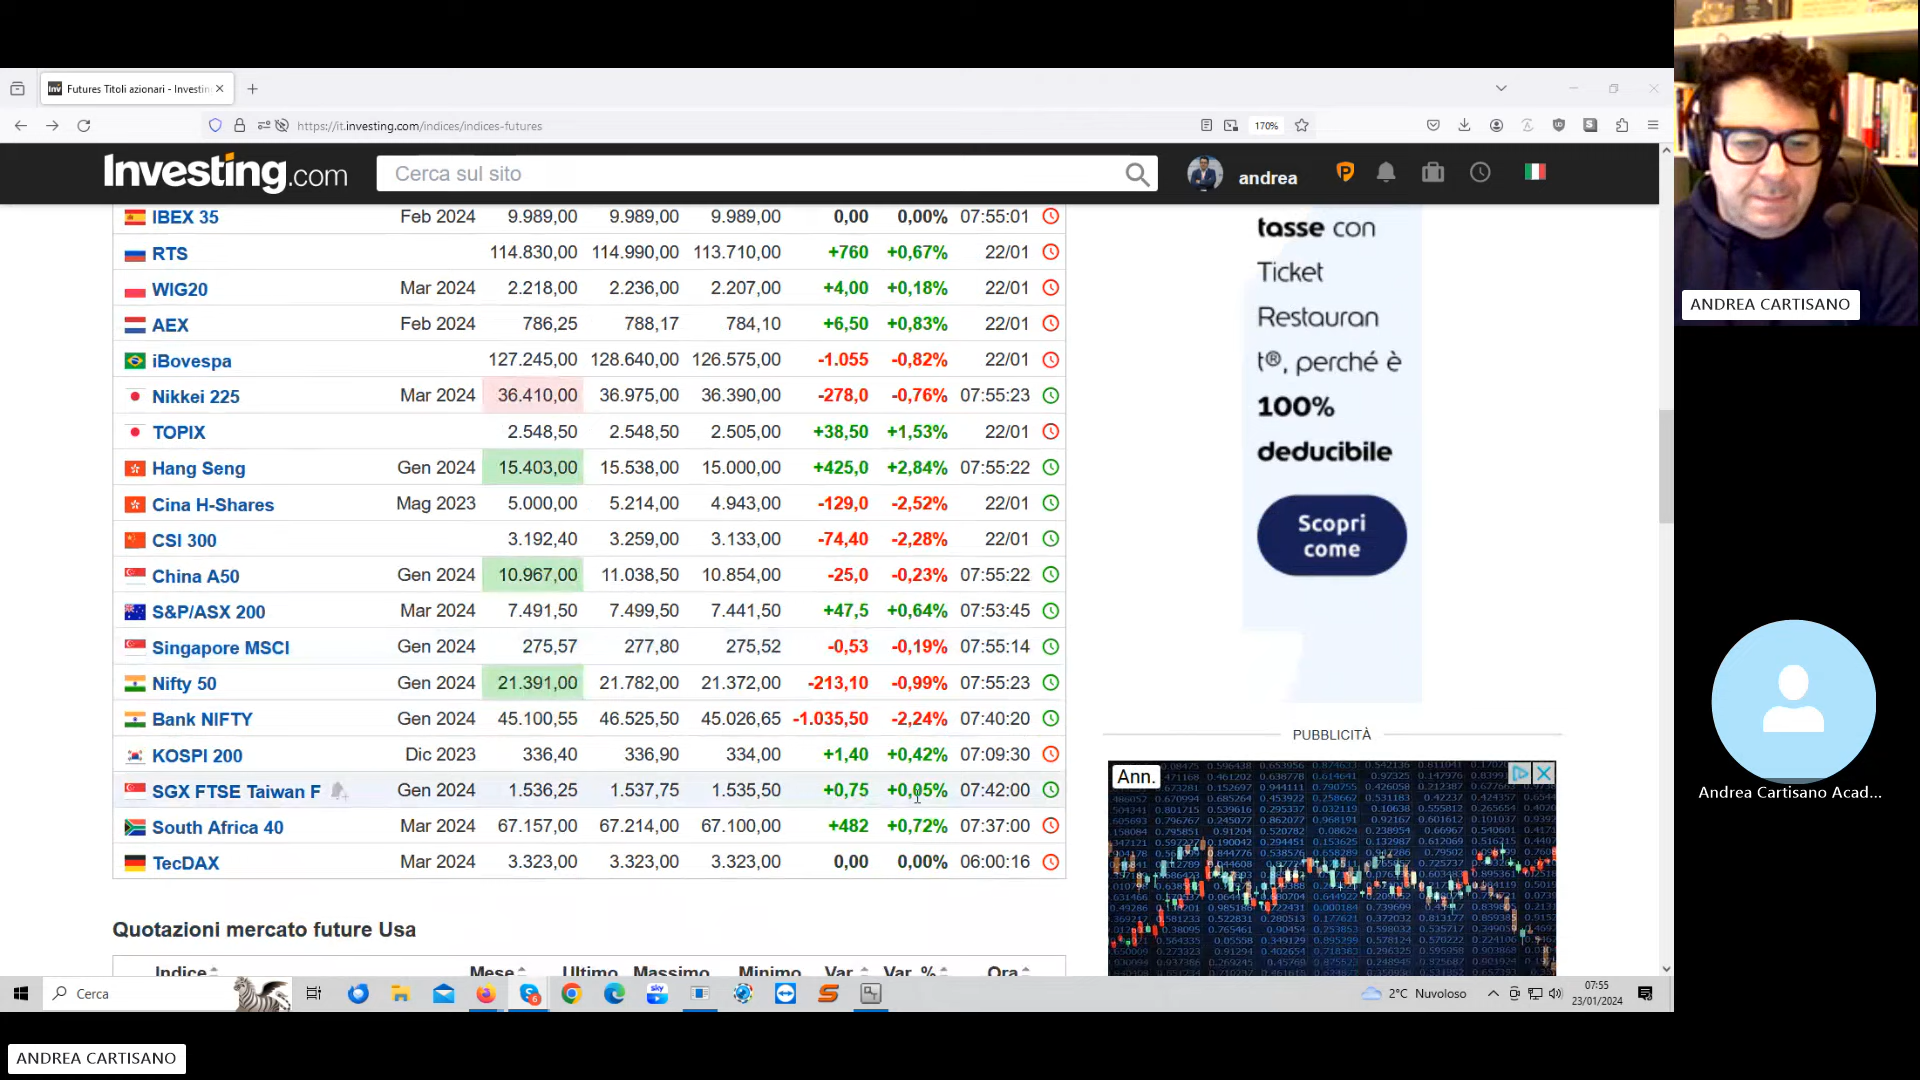 Futures Titoli azionari - Investin
https://it.investing.com/indices/indices-futures
170%
Investing.com
Cerca sul sito
andrea
IBEX 35 Feb 2024 9.989,00 9.989,00 9.989,00 0,00 0,00% 07:55:01
RTS 114.830,00 114.990,00 113.710,00 +760 +0,67% 22/01
WIG20 Mar 2024 2.218,00 2.236,00 2.207,00 +4,00 +0,18% 22/01
AEX Feb 2024 786,25 788,17 784,10 +6,50 +0,83% 22/01
iBovespa 127.245,00 128.640,00 126.575,00 -1.055 -0,82% 22/01
Nikkei 225 Mar 2024 36.410,00 36.975,00 36.390,00 -278,0 -0,76% 07:55:23
TOPIX 2.548,50 2.548,50 2.505,00 +38,50 +1,53% 22/01
Hang Seng Gen 2024 15.403,00 15.538,00 15.000,00 +425,0 +2,84% 07:55:22
Cina H-Shares Mag 2023 5.000,00 5.214,00 4.943,00 -129,0 -2,52% 22/01
CSI 300 3.192,40 3.259,00 3.133,00 -74,40 -2,28% 22/01
China A50 Gen 2024 10.967,00 11.038,50 10.854,00 -25,0 -0,23% 07:55:22
S&P/ASX 200 Mar 2024 7.491,50 7.499,50 7.441,50 +47,5 +0,64% 07:53:45
Singapore MSCI Gen 2024 275,57 277,80 275,52 -0,53 -0,19% 07:55:14
Nifty 50 Gen 2024 21.391,00 21.782,00 21.372,00 -213,10 -0,99% 07:55:23
Bank NIFTY Gen 2024 45.100,55 46.525,50 45.026,65 -1.035,50 -2,24% 07:40:20
KOSPI 200 Dic 2023 336,40 336,90 334,00 +1,40 +0,42% 07:09:30
SGX FTSE Taiwan F Gen 2024 1.536,25 1.537,75 1.535,50 +0,75 +0,05% 07:42:00
South Africa 40 Mar 2024 67.157,00 67.214,00 67.100,00 +482 +0,72% 07:37:00
TecDAX Mar 2024 3.323,00 3.323,00 3.323,00 0,00 0,00% 06:00:16
Quotazioni mercato future Usa
Indice Mese Ultimo Massimo Minimo Var. Var. % Ora
tasse con
Ticket
Restauran
t®, perché è
100%
deducibile
Scopri
come
PUBBLICITÀ
Ann.
ANDREA CARTISANO
Andrea Cartisano Acad...
Cerca
sky
2°C Nuvoloso
07:55
23/01/2024
ANDREA CARTISANO